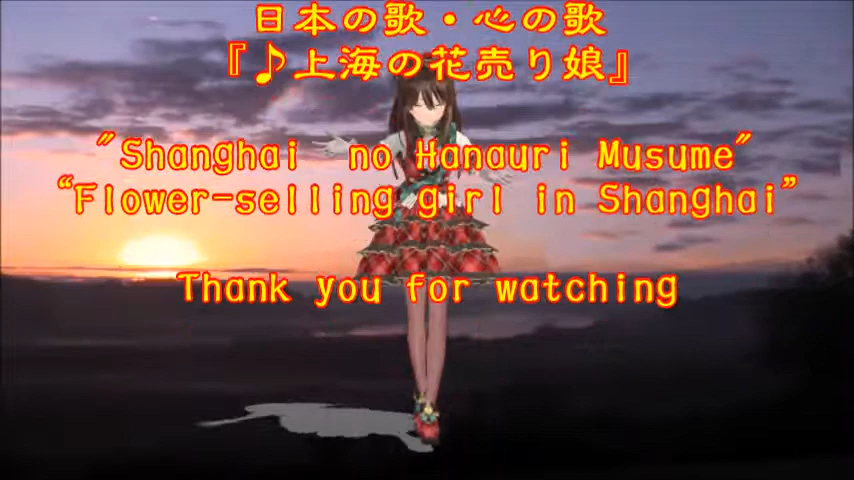 日本の歌・心の歌
『♪上海の花売り娘』
"Shanghai no Hanauri Musume"
“Flower-selling girl in Shanghai”
Thank you for watching